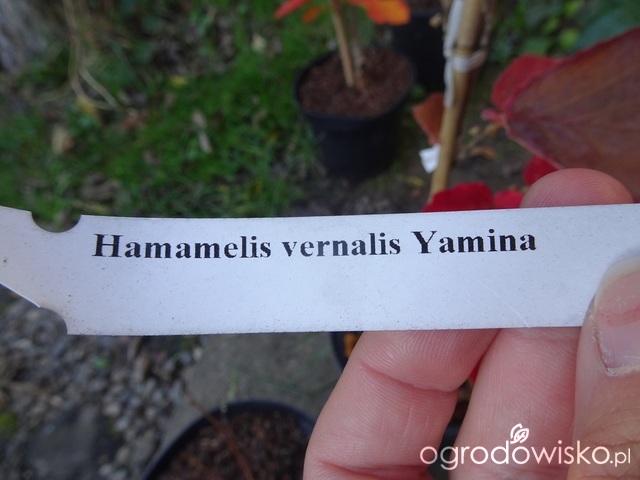 Hamamelis vernalis Yamina
ogrodowisko.pl